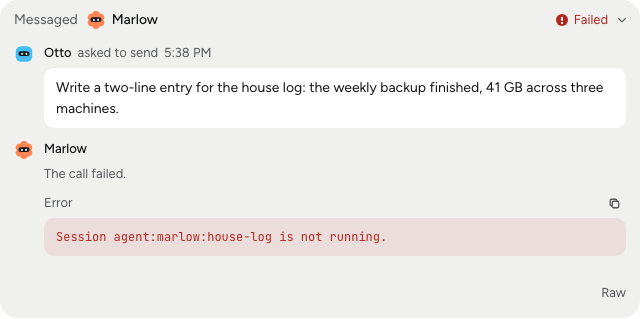 Messaged Marlow Failed
Otto asked to send 5:38 PM
Write a two-line entry for the house log: the weekly backup finished, 41 GB across three
machines.
Marlow
The call failed.
Error
Session agent:marlow:house-log is not running.
Raw